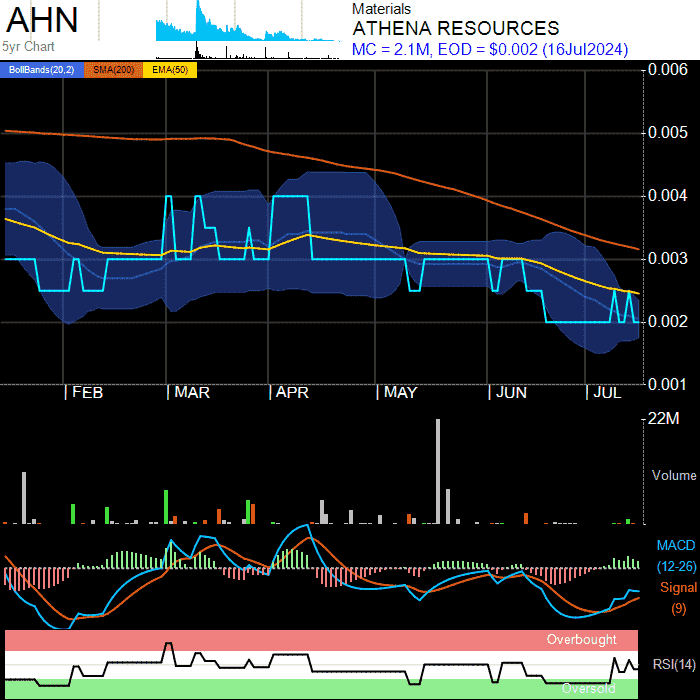 AHN
5yr Chart
Materials
ATHENA RESOURCES
MC = 2.1M, EOD = $0.002 (16Jul2024)
BollBands(20,2) SMA(200) EMA(50)
0.006
0.005
0.004
0.003
0.002
0.001
FEB MAR APR MAY JUN JUL
22M
Volume
MACD
(12-26)
Signal
(9)
Overbought
RSI(14)
Oversold